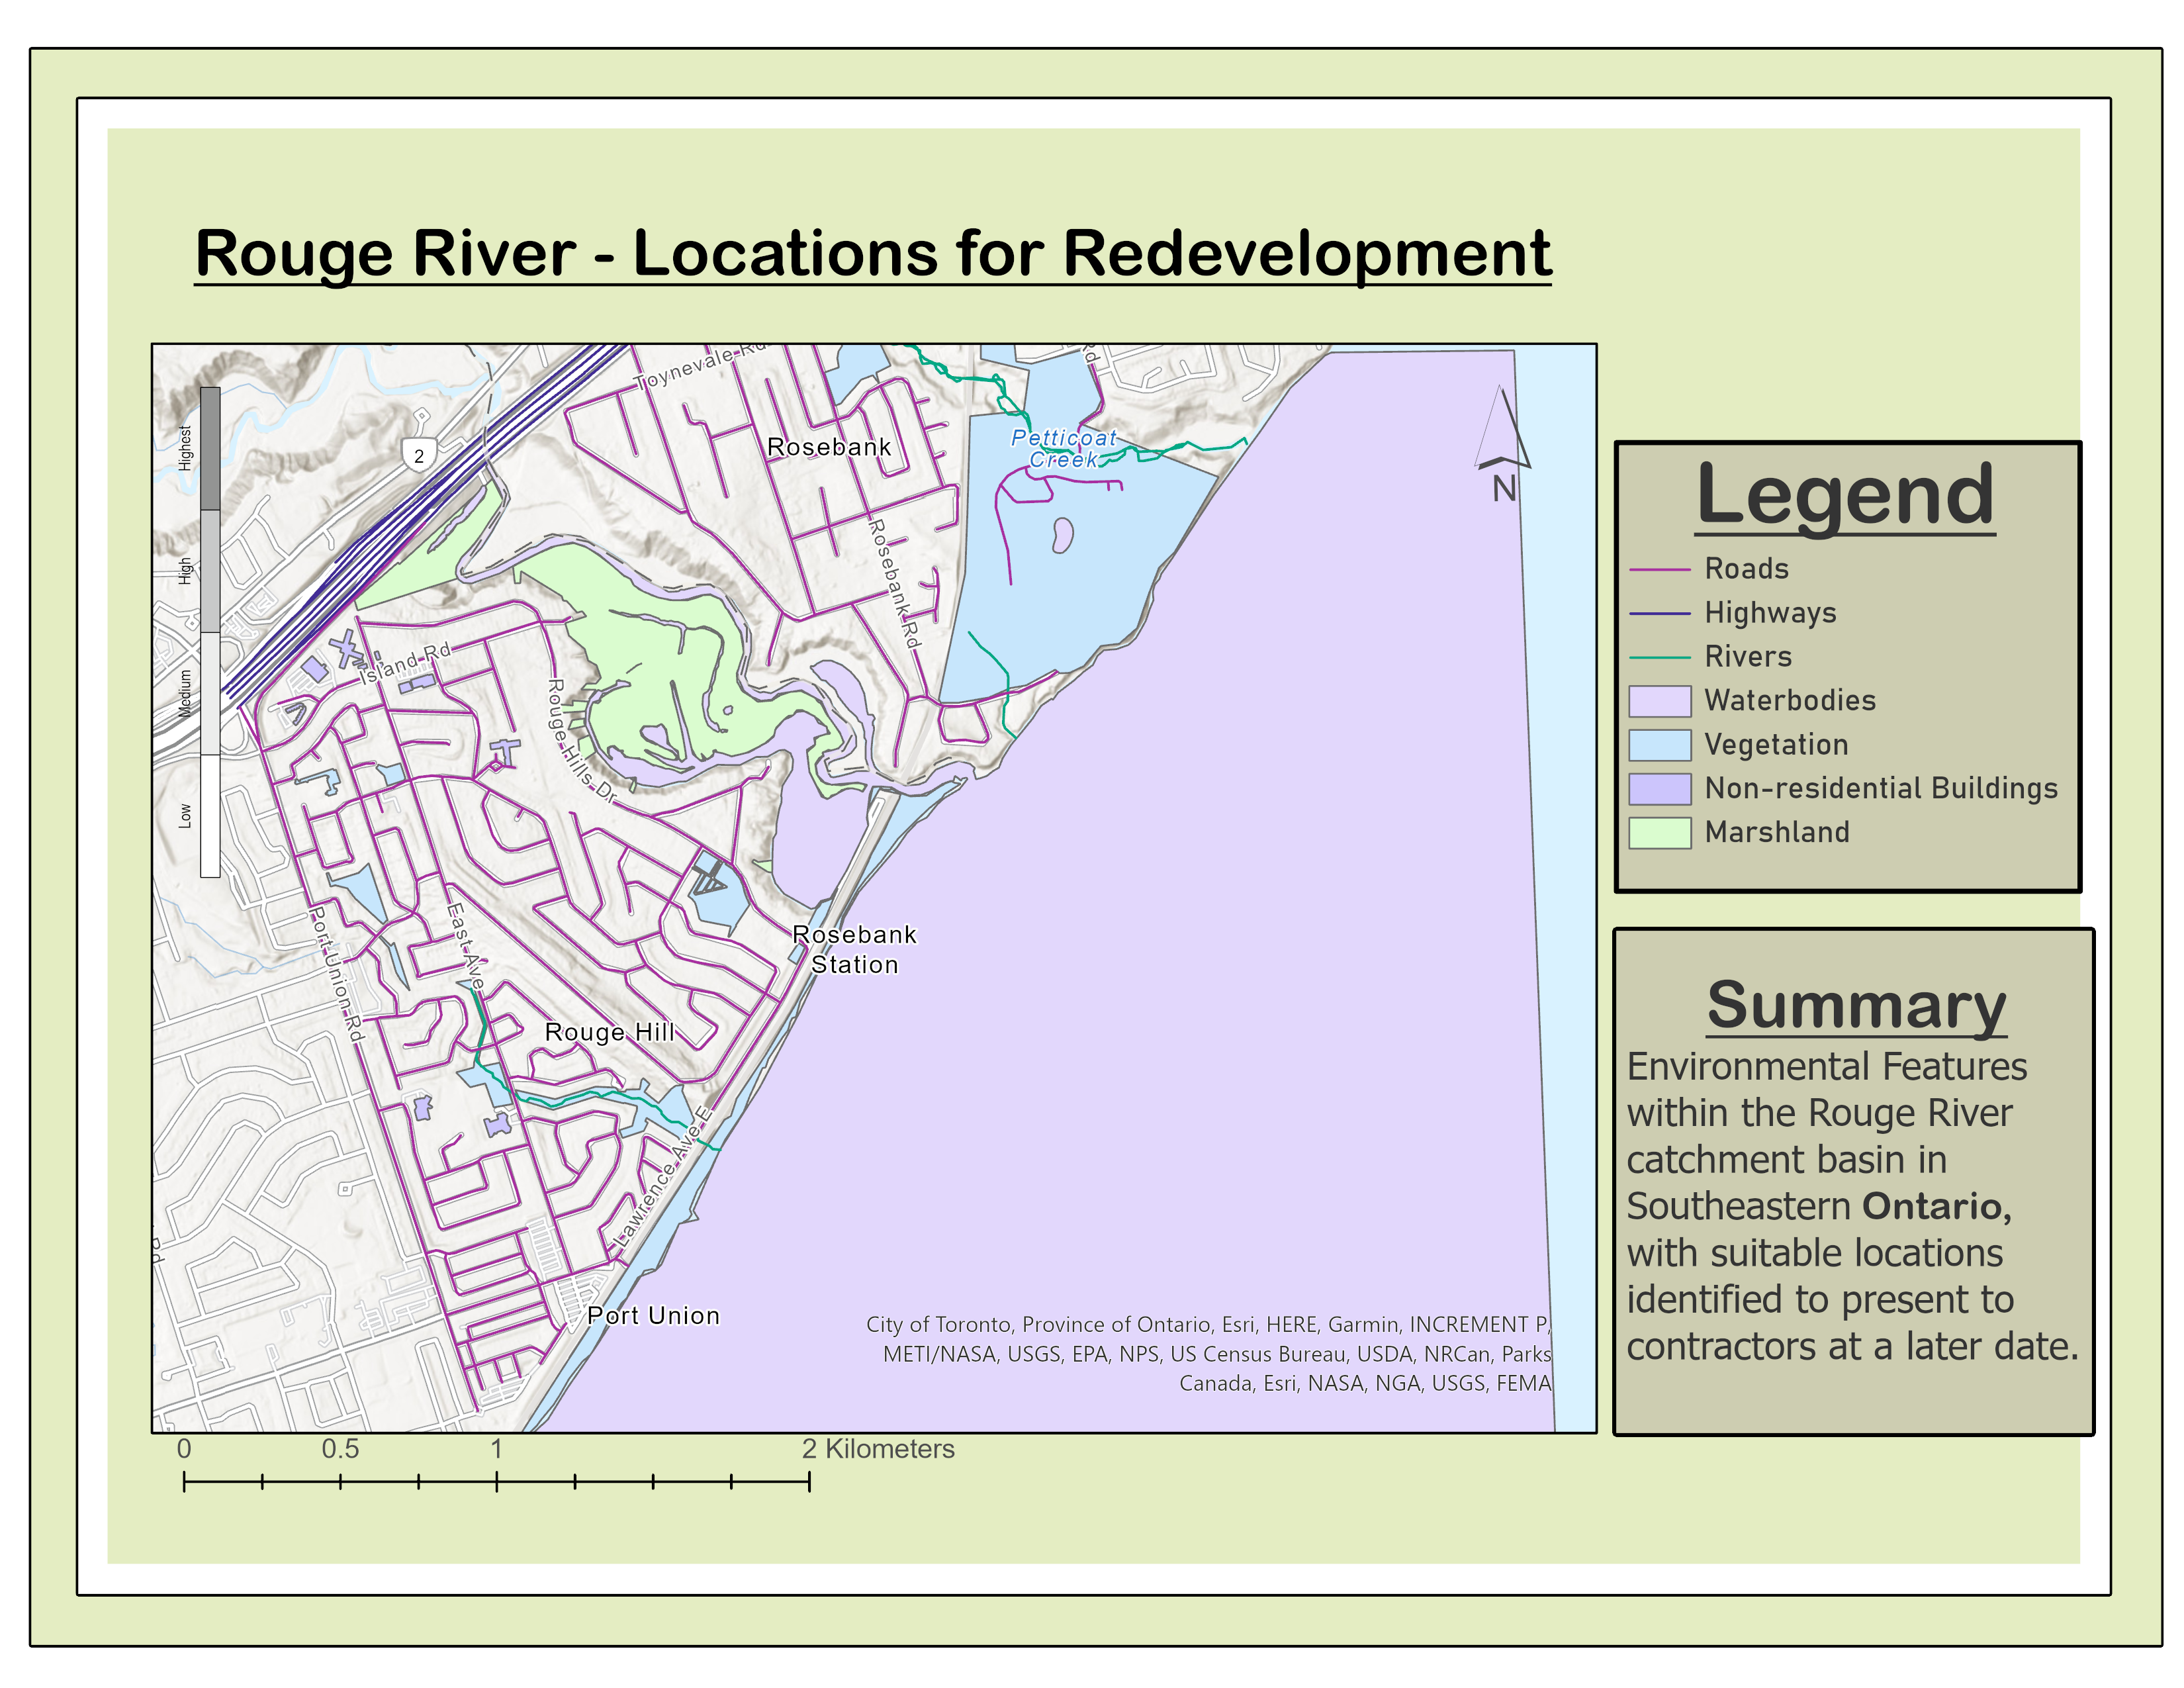 Rouge River - Locations for Redevelopment
Toynevale Rd
Rd
Highest
High
Medium
Low
2
Rosebank
Petticoat
Creek
N
Rosebank Rd
Island Rd
Rouge Hills Dr
Port Union Rd
East Ave
Rosebank
Station
Rouge Hill
Lawrence Ave E
Rd
Port Union
City of Toronto, Province of Ontario, Esri, HERE, Garmin, INCREMENT P,
METI/NASA, USGS, EPA, NPS, US Census Bureau, USDA, NRCan, Parks
Canada, Esri, NASA, NGA, USGS, FEMA
0 0.5 1 2 Kilometers
Legend
Roads
Highways
Rivers
Waterbodies
Vegetation
Non-residential Buildings
Marshland
Summary
Environmental Features
within the Rouge River
catchment basin in
Southeastern Ontario,
with suitable locations
identified to present to
contractors at a later date.